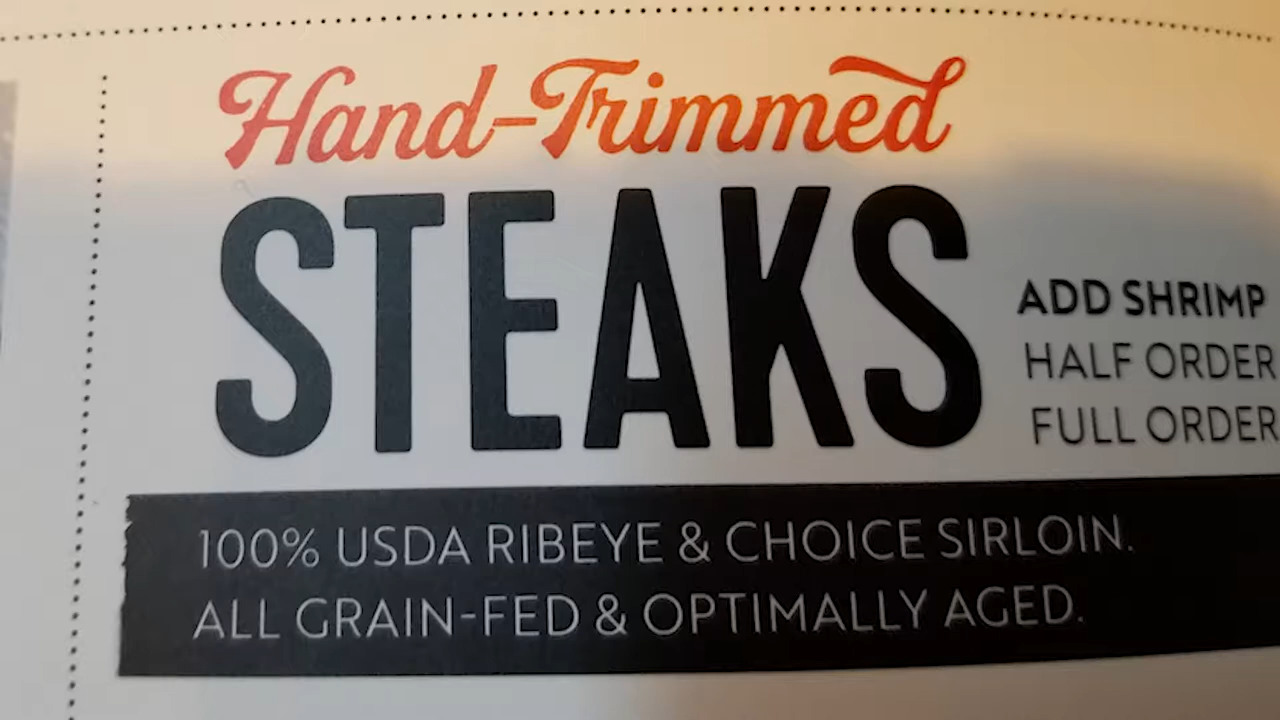 Hand-Trimmed
STEAKS
ADD SHRIMP
HALF ORDER
FULL ORDER
100% USDA RIBEYE & CHOICE SIRLOIN.
ALL GRAIN-FED & OPTIMALLY AGED.